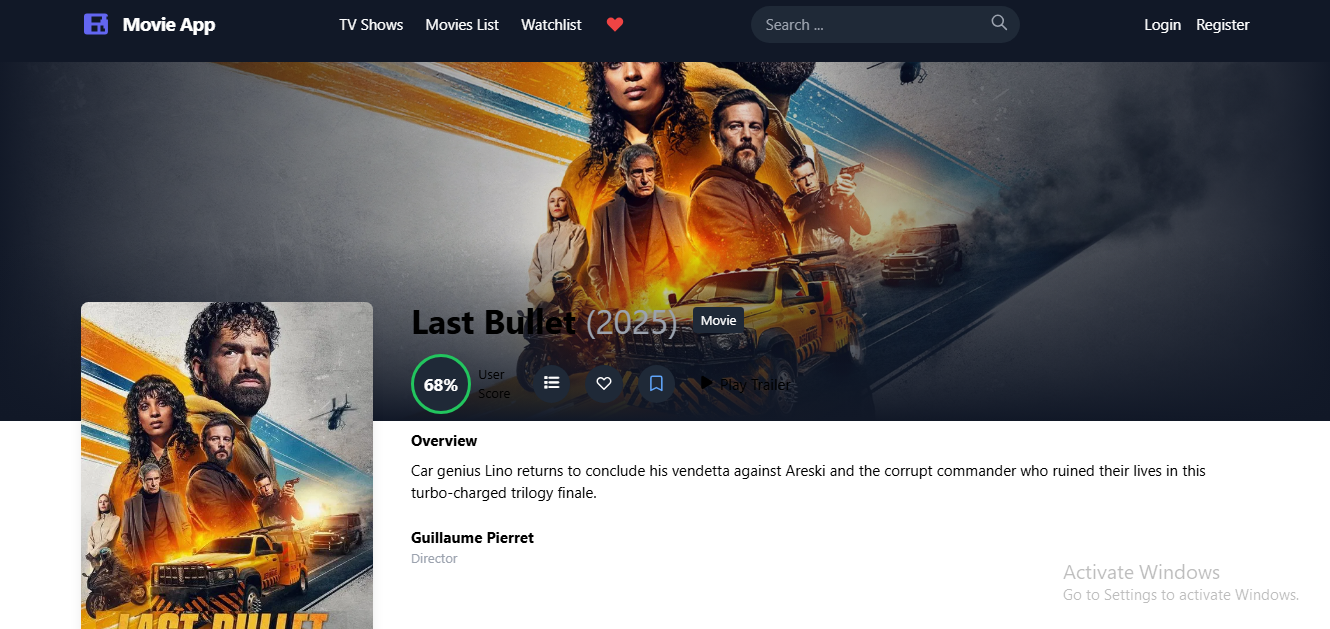 Movie App
TV Shows
Movies List
Watchlist
Search ...
Login
Register
Last Bullet (2025)
Movie
68%
User
Score
Play Trailer
Overview
Car genius Lino returns to conclude his vendetta against Areski and the corrupt commander who ruined their lives in this
turbo-charged trilogy finale.
Guillaume Pierret
Director
LAST BULLET
Activate Windows
Go to Settings to activate Windows.